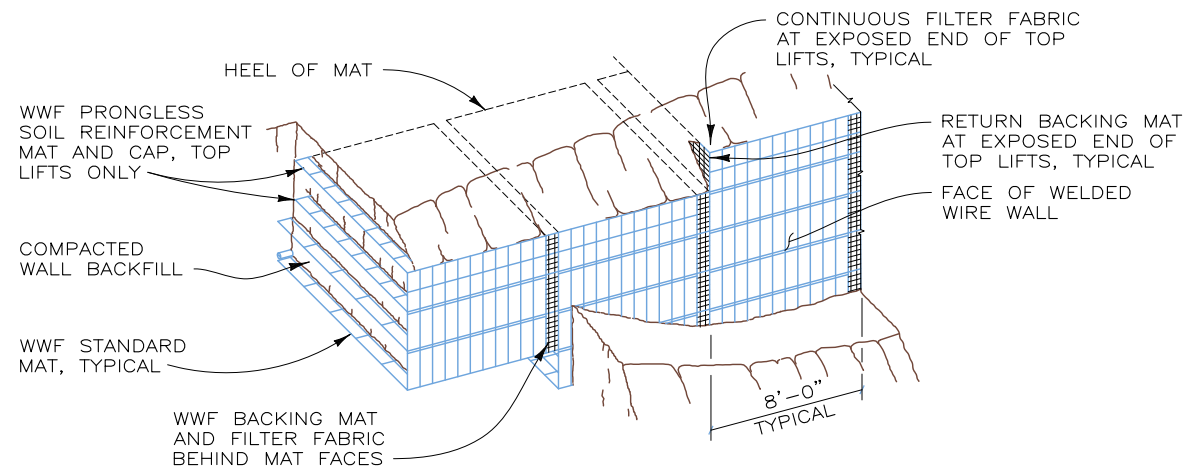 CONTINUOUS FILTER FABRIC
AT EXPOSED END OF TOP
LIFTS, TYPICAL
HEEL OF MAT
WWF PRONGLESS
SOIL REINFORCEMENT
MAT AND CAP, TOP
LIFTS ONLY
RETURN BACKING MAT
AT EXPOSED END OF
TOP LIFTS, TYPICAL
FACE OF WELDED
WIRE WALL
COMPACTED
WALL BACKFILL
WWF STANDARD
MAT, TYPICAL
8'-0"
TYPICAL
WWF BACKING MAT
AND FILTER FABRIC
BEHIND MAT FACES